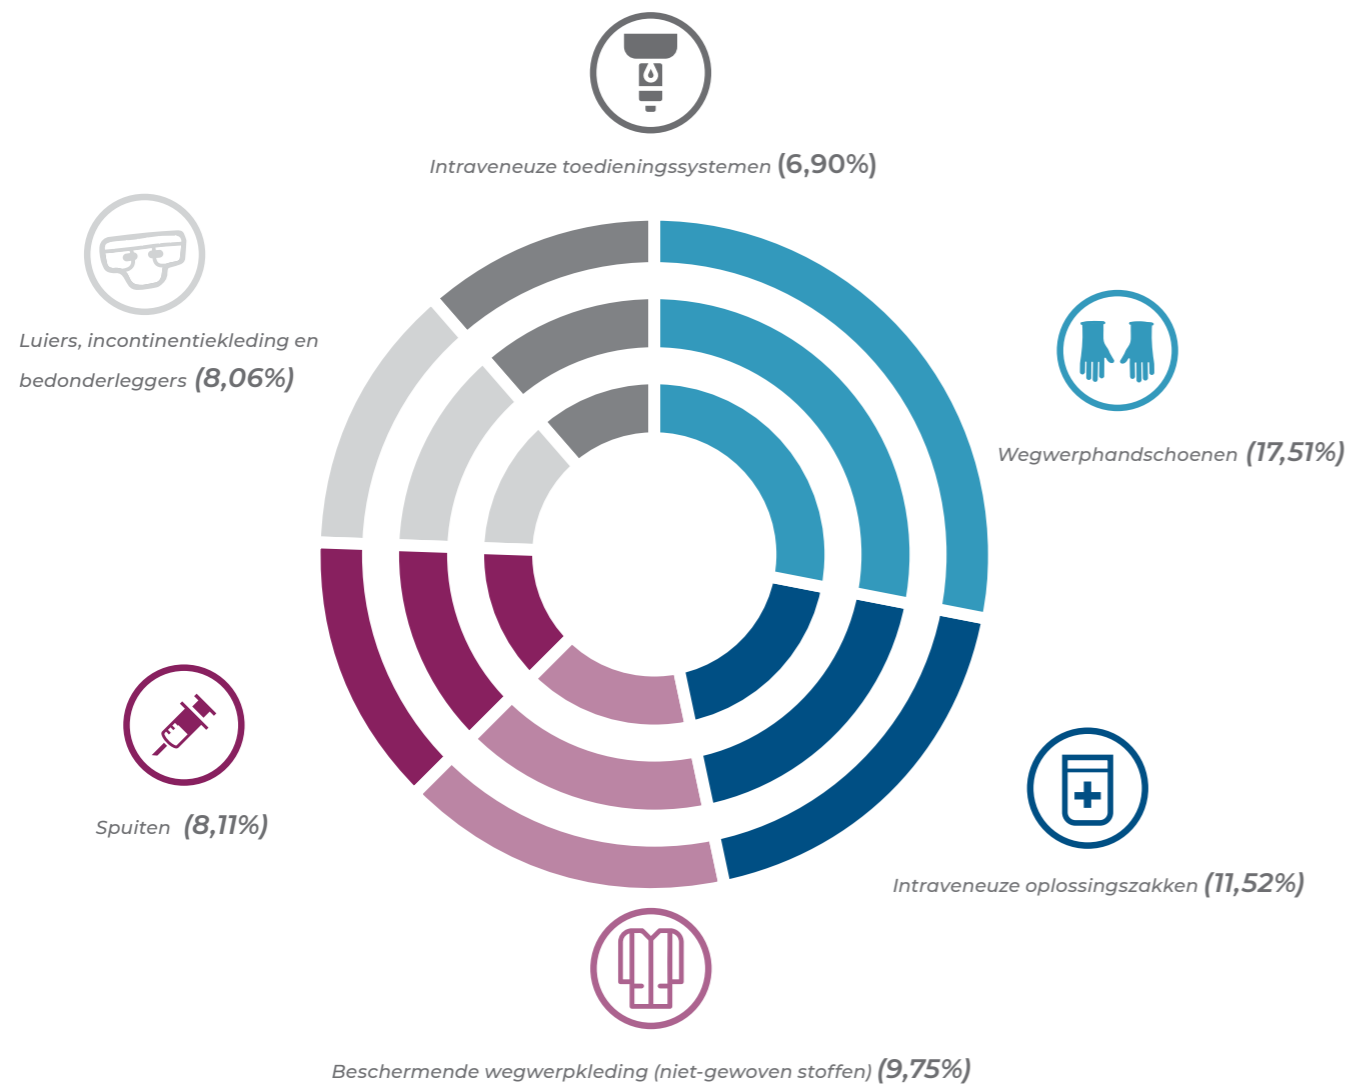 Intraveneuze toedieningssystemen (6,90%)
Luiers, incontinentiekleding en
bedonderleggers (8,06%)
Wegwerphandschoenen (17,51%)
Spuiten (8,11%)
Intraveneuze oplossingszakken (11,52%)
Beschermende wegwerpkleding (niet-gewoven stoffen) (9,75%)